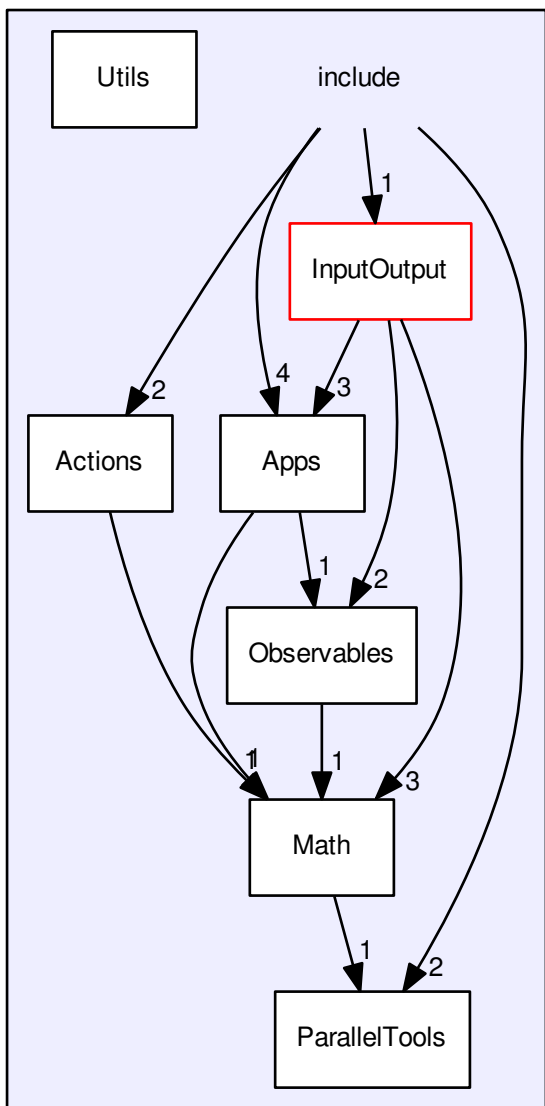 Utils
include
1
InputOutput
2
4
3
Actions
Apps
1
2
Observables
1
1
1
3
Math
1
2
ParallelTools